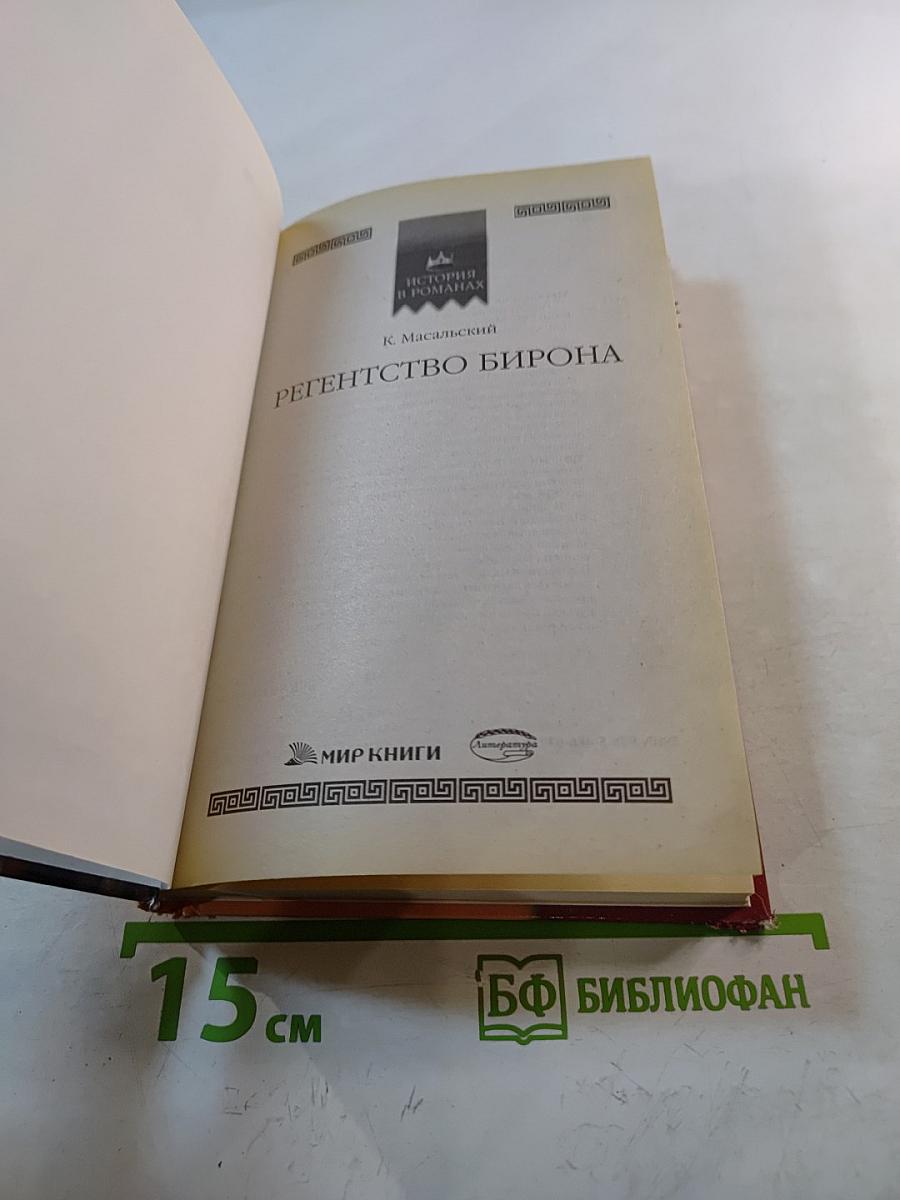 ИСТОРИЯ
В РОМАНАХ
К. Масальский
РЕГЕНТСТВО БИРОНА
МИР КНИГИ
Литература
15 см
БФ БИБЛИОФАН